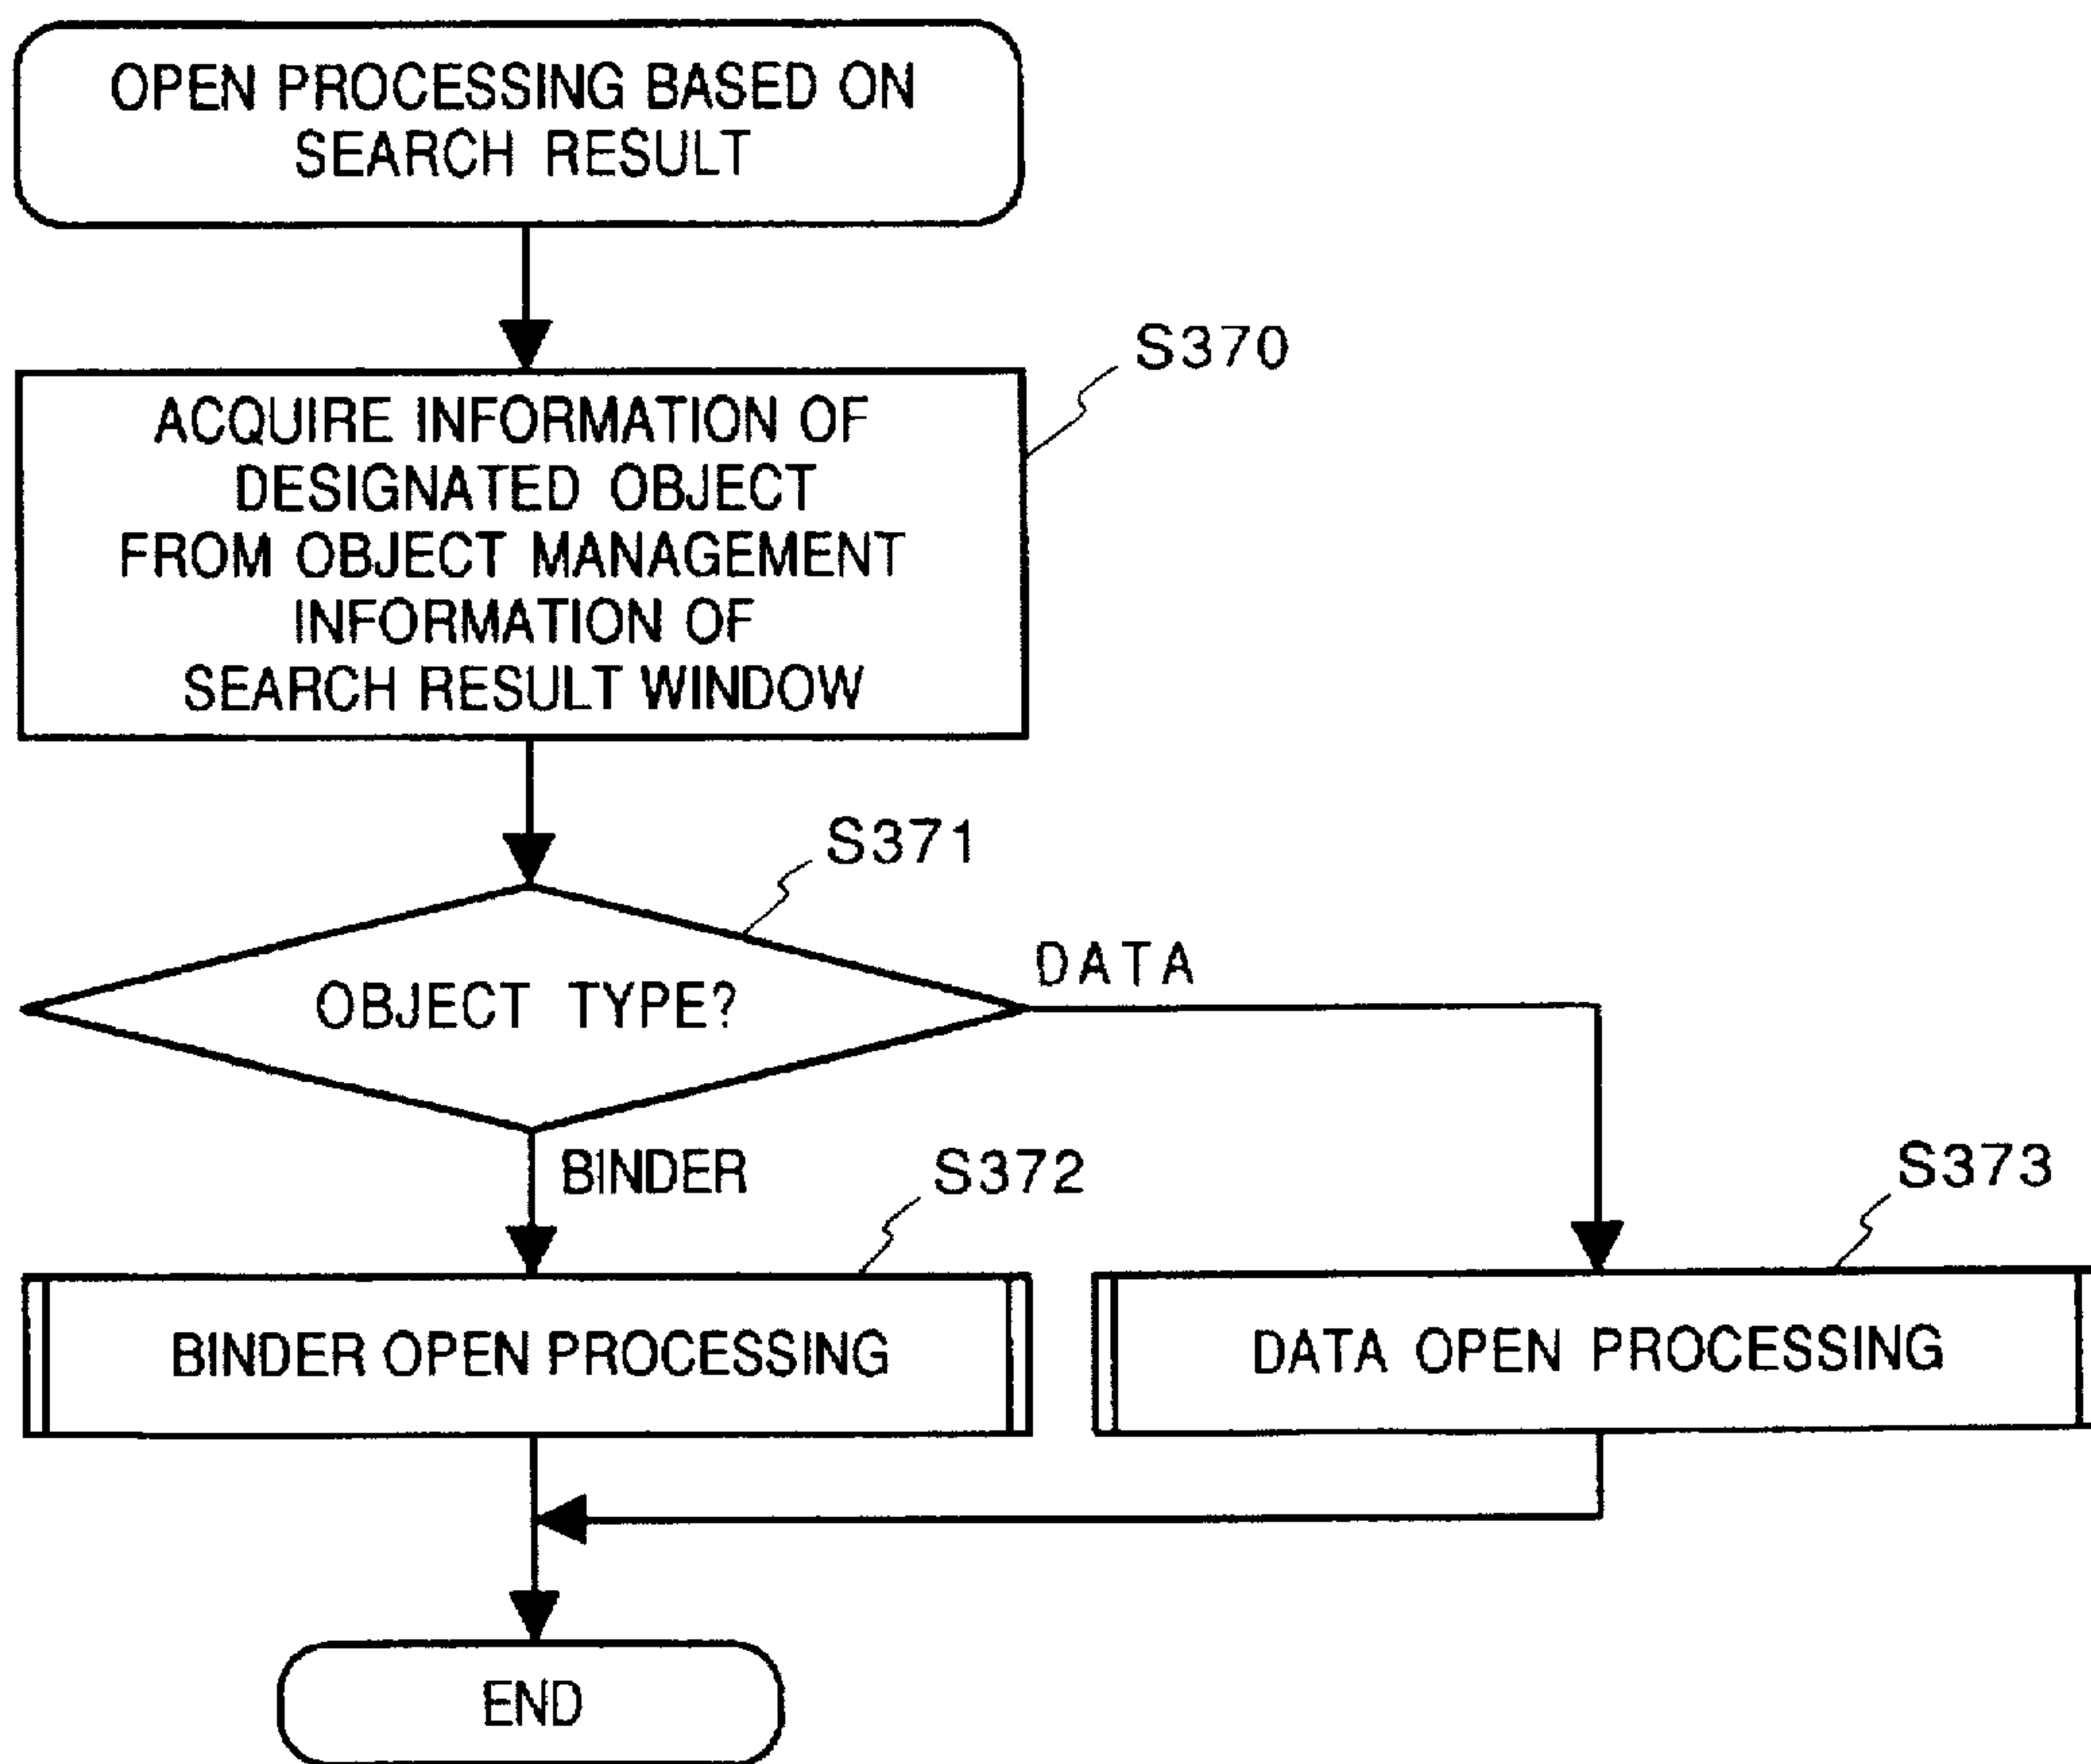 OPEN PROCESSING BASED ON
SEARCH RESULT
S370
ACQUIRE INFORMATION OF
DESIGNATED OBJECT
FROM OBJECT MANAGEMENT
INFORMATION OF
SEARCH RESULT WINDOW
S371
OBJECT TYPE?
DATA
BINDER
S372
S373
BINDER OPEN PROCESSING
DATA OPEN PROCESSING
END